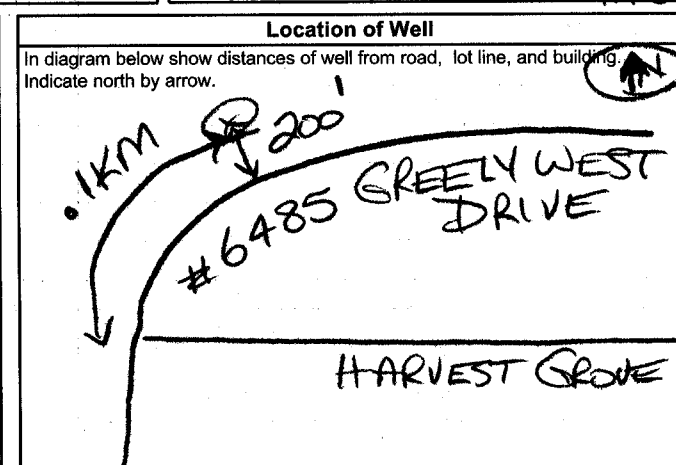 Location of Well
In diagram below show distances of well from road, lot line, and building.
Indicate north by arrow.
N
200'
.1KM
#6485 GREELY WEST
DRIVE
HARVEST GROVE